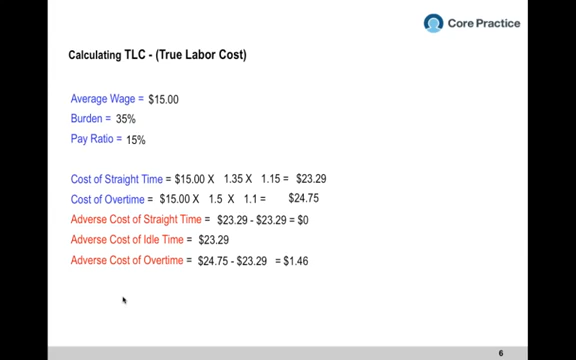 Core Practice
Calculating TLC - (True Labor Cost)
Average Wage = $15.00
Burden = 35%
Pay Ratio = 15%
Cost of Straight Time = $15.00 X 1.35 X 1.15 = $23.29
Cost of Overtime = $15.00 X 1.5 X 1.1 = $24.75
Adverse Cost of Straight Time = $23.29 - $23.29 = $0
Adverse Cost of Idle Time = $23.29
Adverse Cost of Overtime = $24.75 - $23.29 = $1.46
6